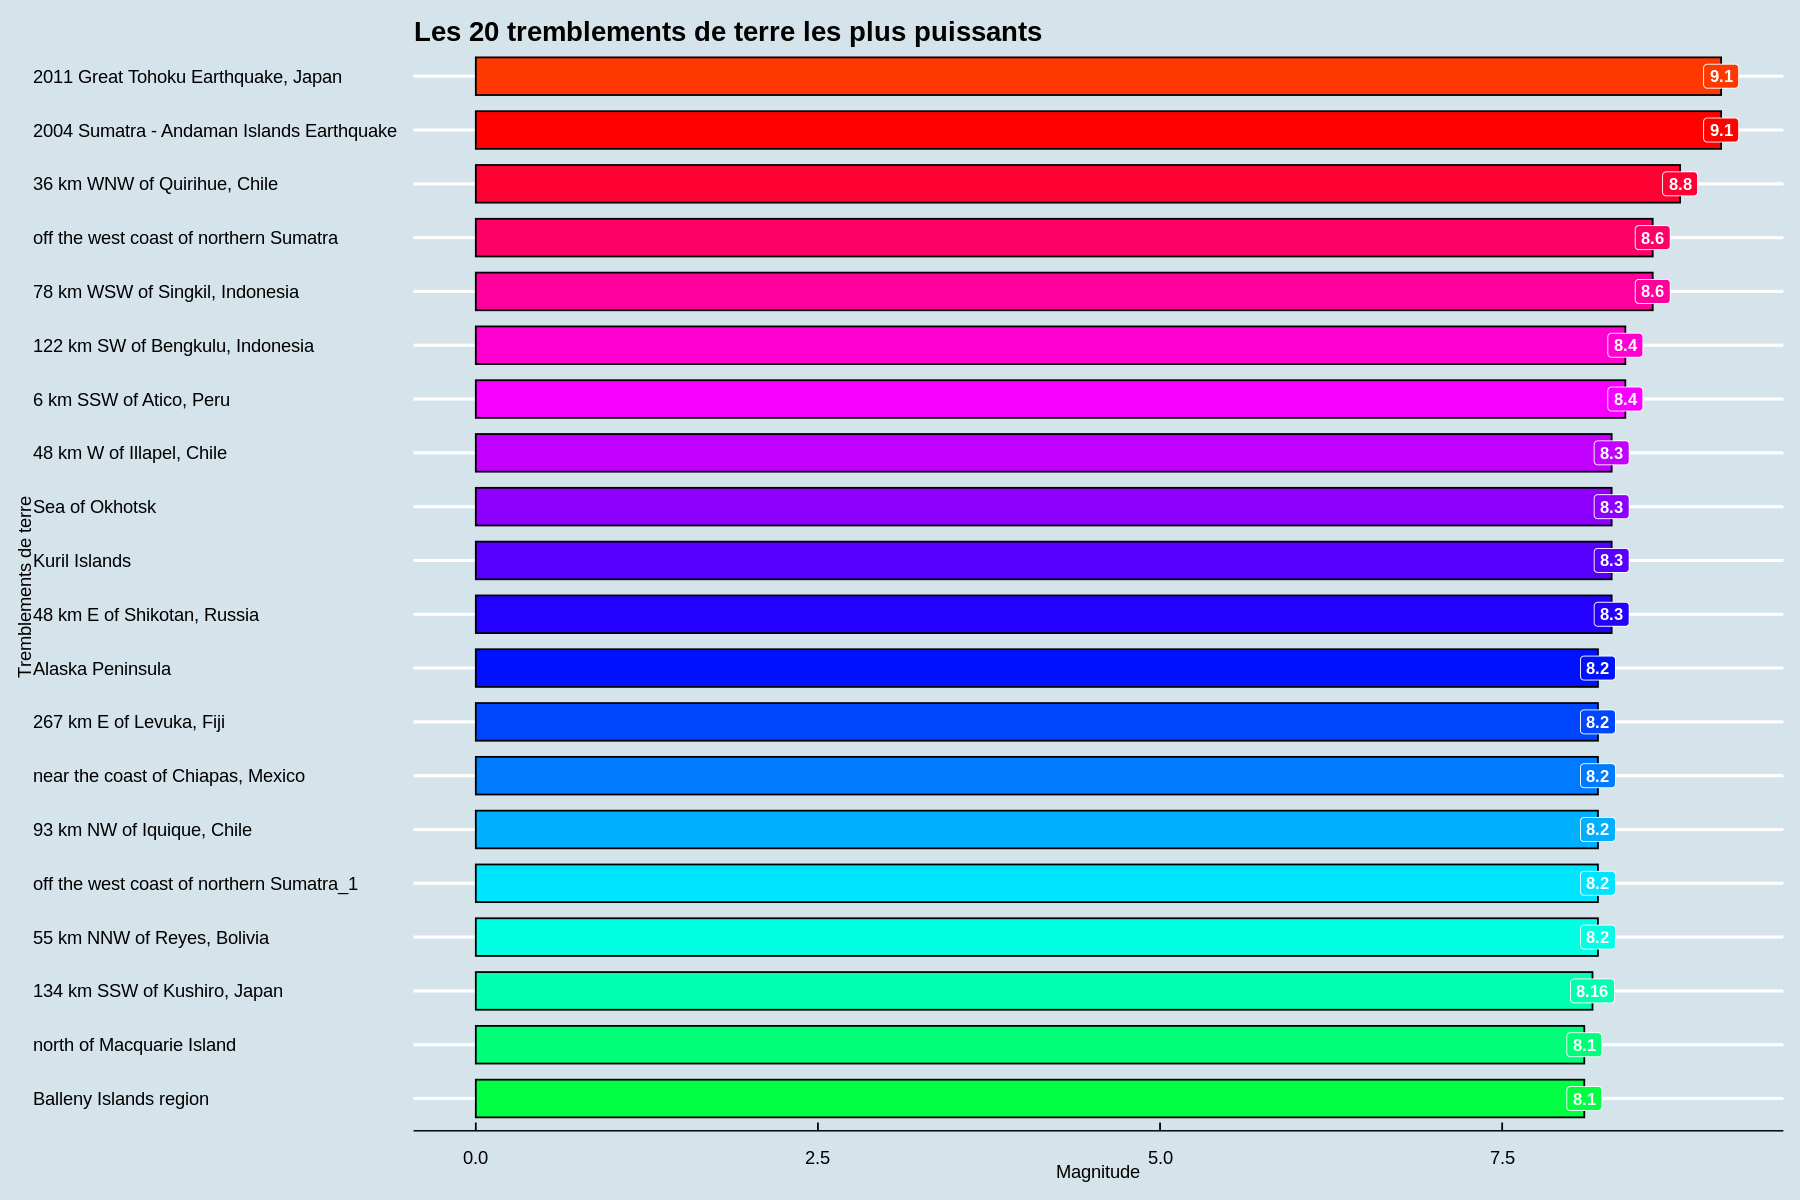 Les 20 tremblements de terre les plus puissants
2011 Great Tohoku Earthquake, Japan 9.1
2004 Sumatra - Andaman Islands Earthquake 9.1
36 km WNW of Quirihue, Chile 8.8
off the west coast of northern Sumatra 8.6
78 km WSW of Singkil, Indonesia 8.6
122 km SW of Bengkulu, Indonesia 8.4
6 km SSW of Atico, Peru 8.4
48 km W of Illapel, Chile 8.3
Sea of Okhotsk 8.3
Kuril Islands 8.3
48 km E of Shikotan, Russia 8.3
Alaska Peninsula 8.2
267 km E of Levuka, Fiji 8.2
near the coast of Chiapas, Mexico 8.2
93 km NW of Iquique, Chile 8.2
off the west coast of northern Sumatra_1 8.2
55 km NNW of Reyes, Bolivia 8.2
134 km SSW of Kushiro, Japan 8.16
north of Macquarie Island 8.1
Balleny Islands region 8.1
Tremblements de terre
0.0 2.5 5.0 7.5
Magnitude